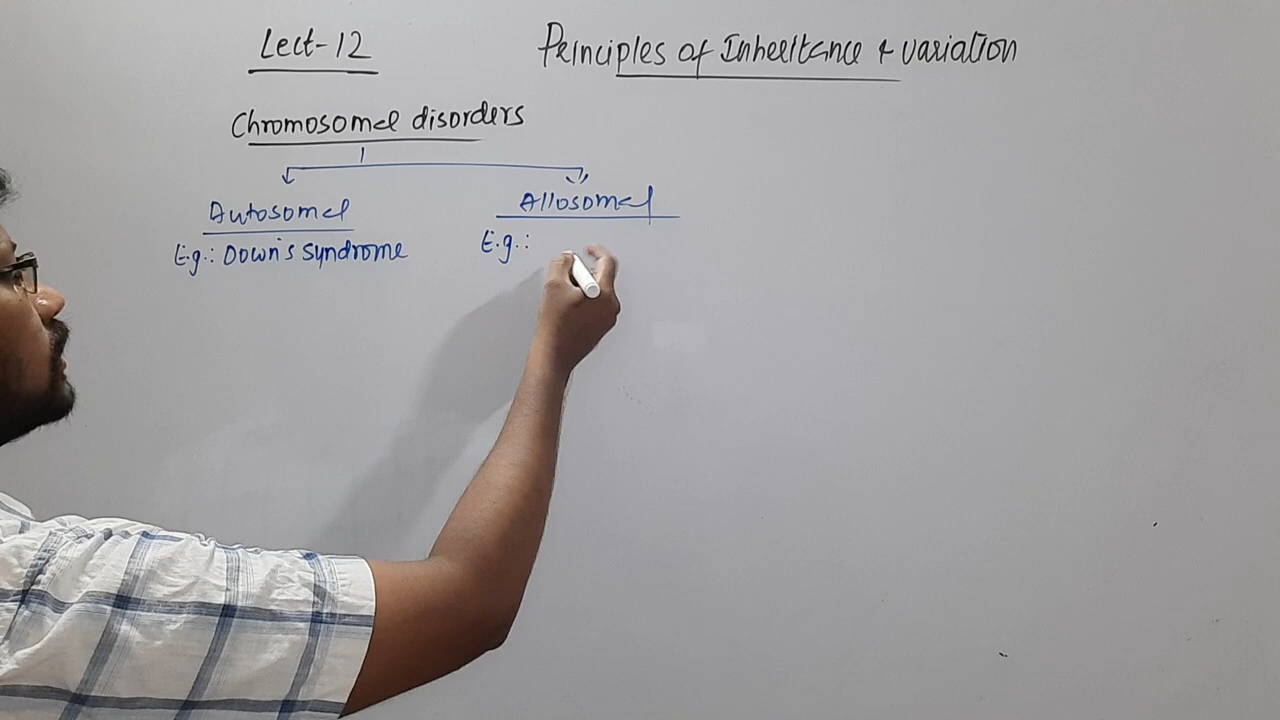 Lect-12
Principles of Inheritance & variation
Chromosomal disorders
Autosomal
Allosomal
E.g.: Down's Syndrome
E.g.: